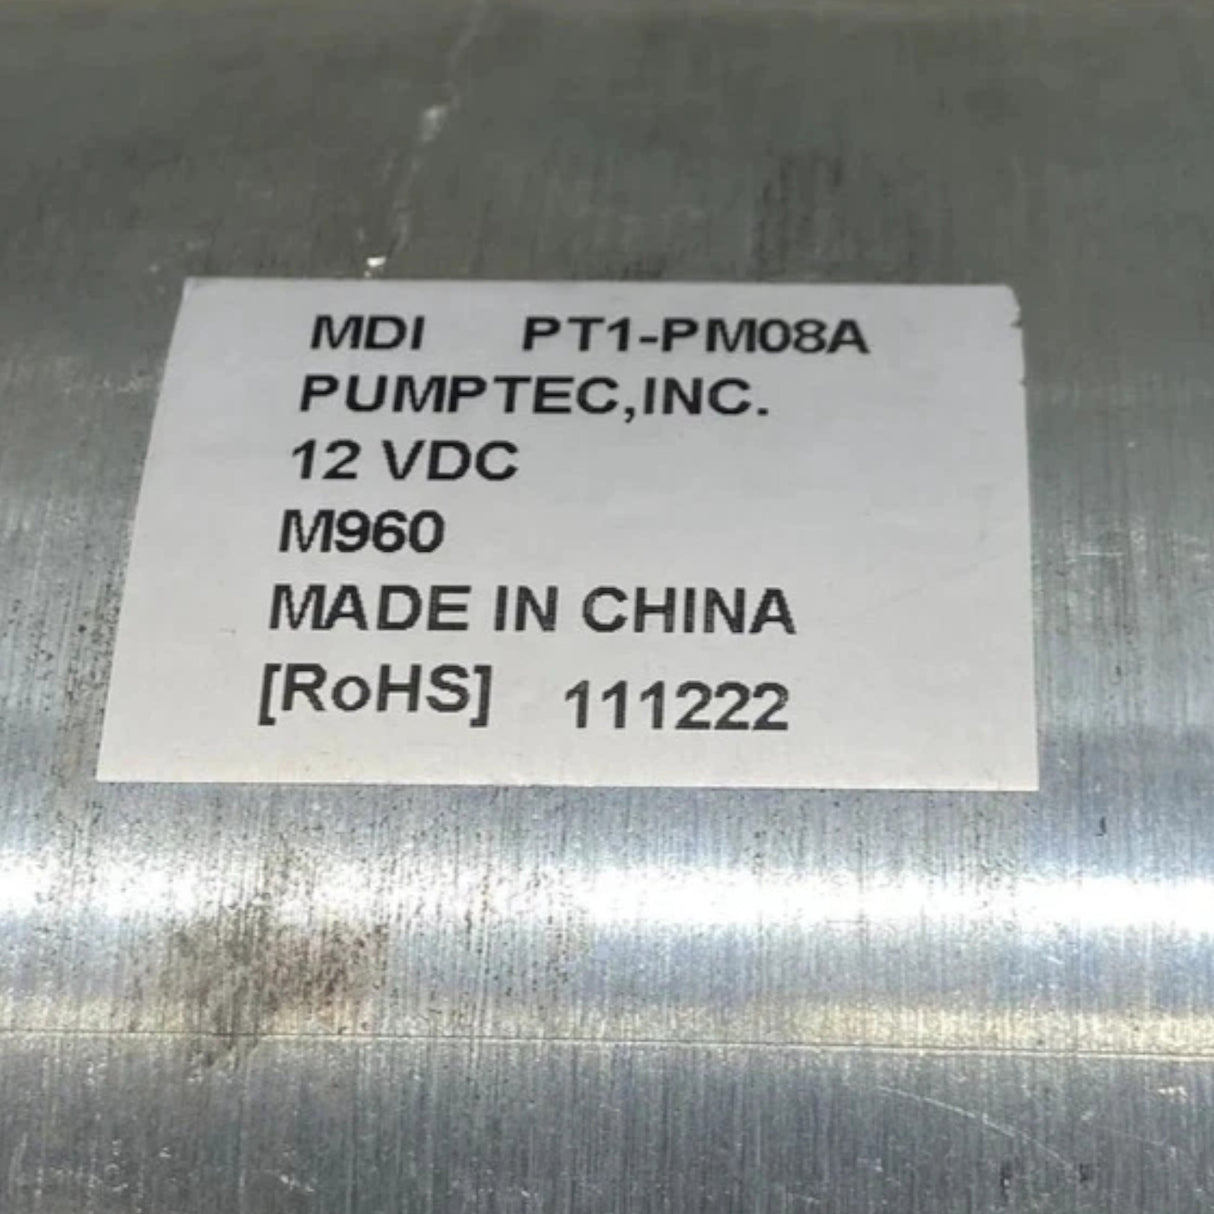 MDI PT1-PM08A
PUMPTEC,INC.
12 VDC
M960
MADE IN CHINA
[RoHS] 111222